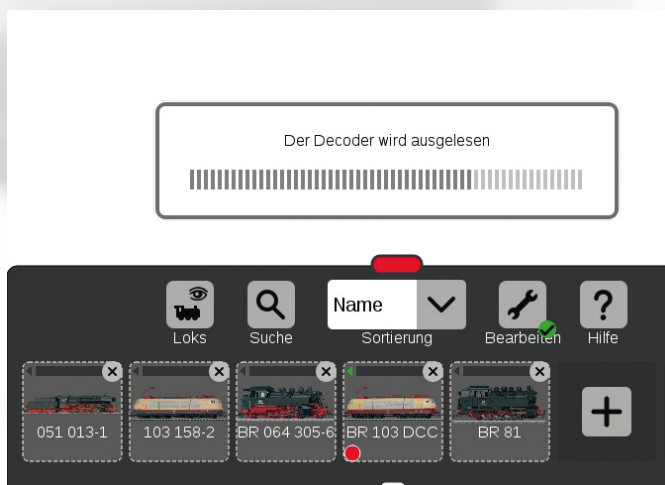 Der Decoder wird ausgelesen
Name
Loks
Suche
Sortierung
Bearbeiten
Hilfe
051 013-1
103 158-2
BR 064 305-6
BR 103 DCC
BR 81